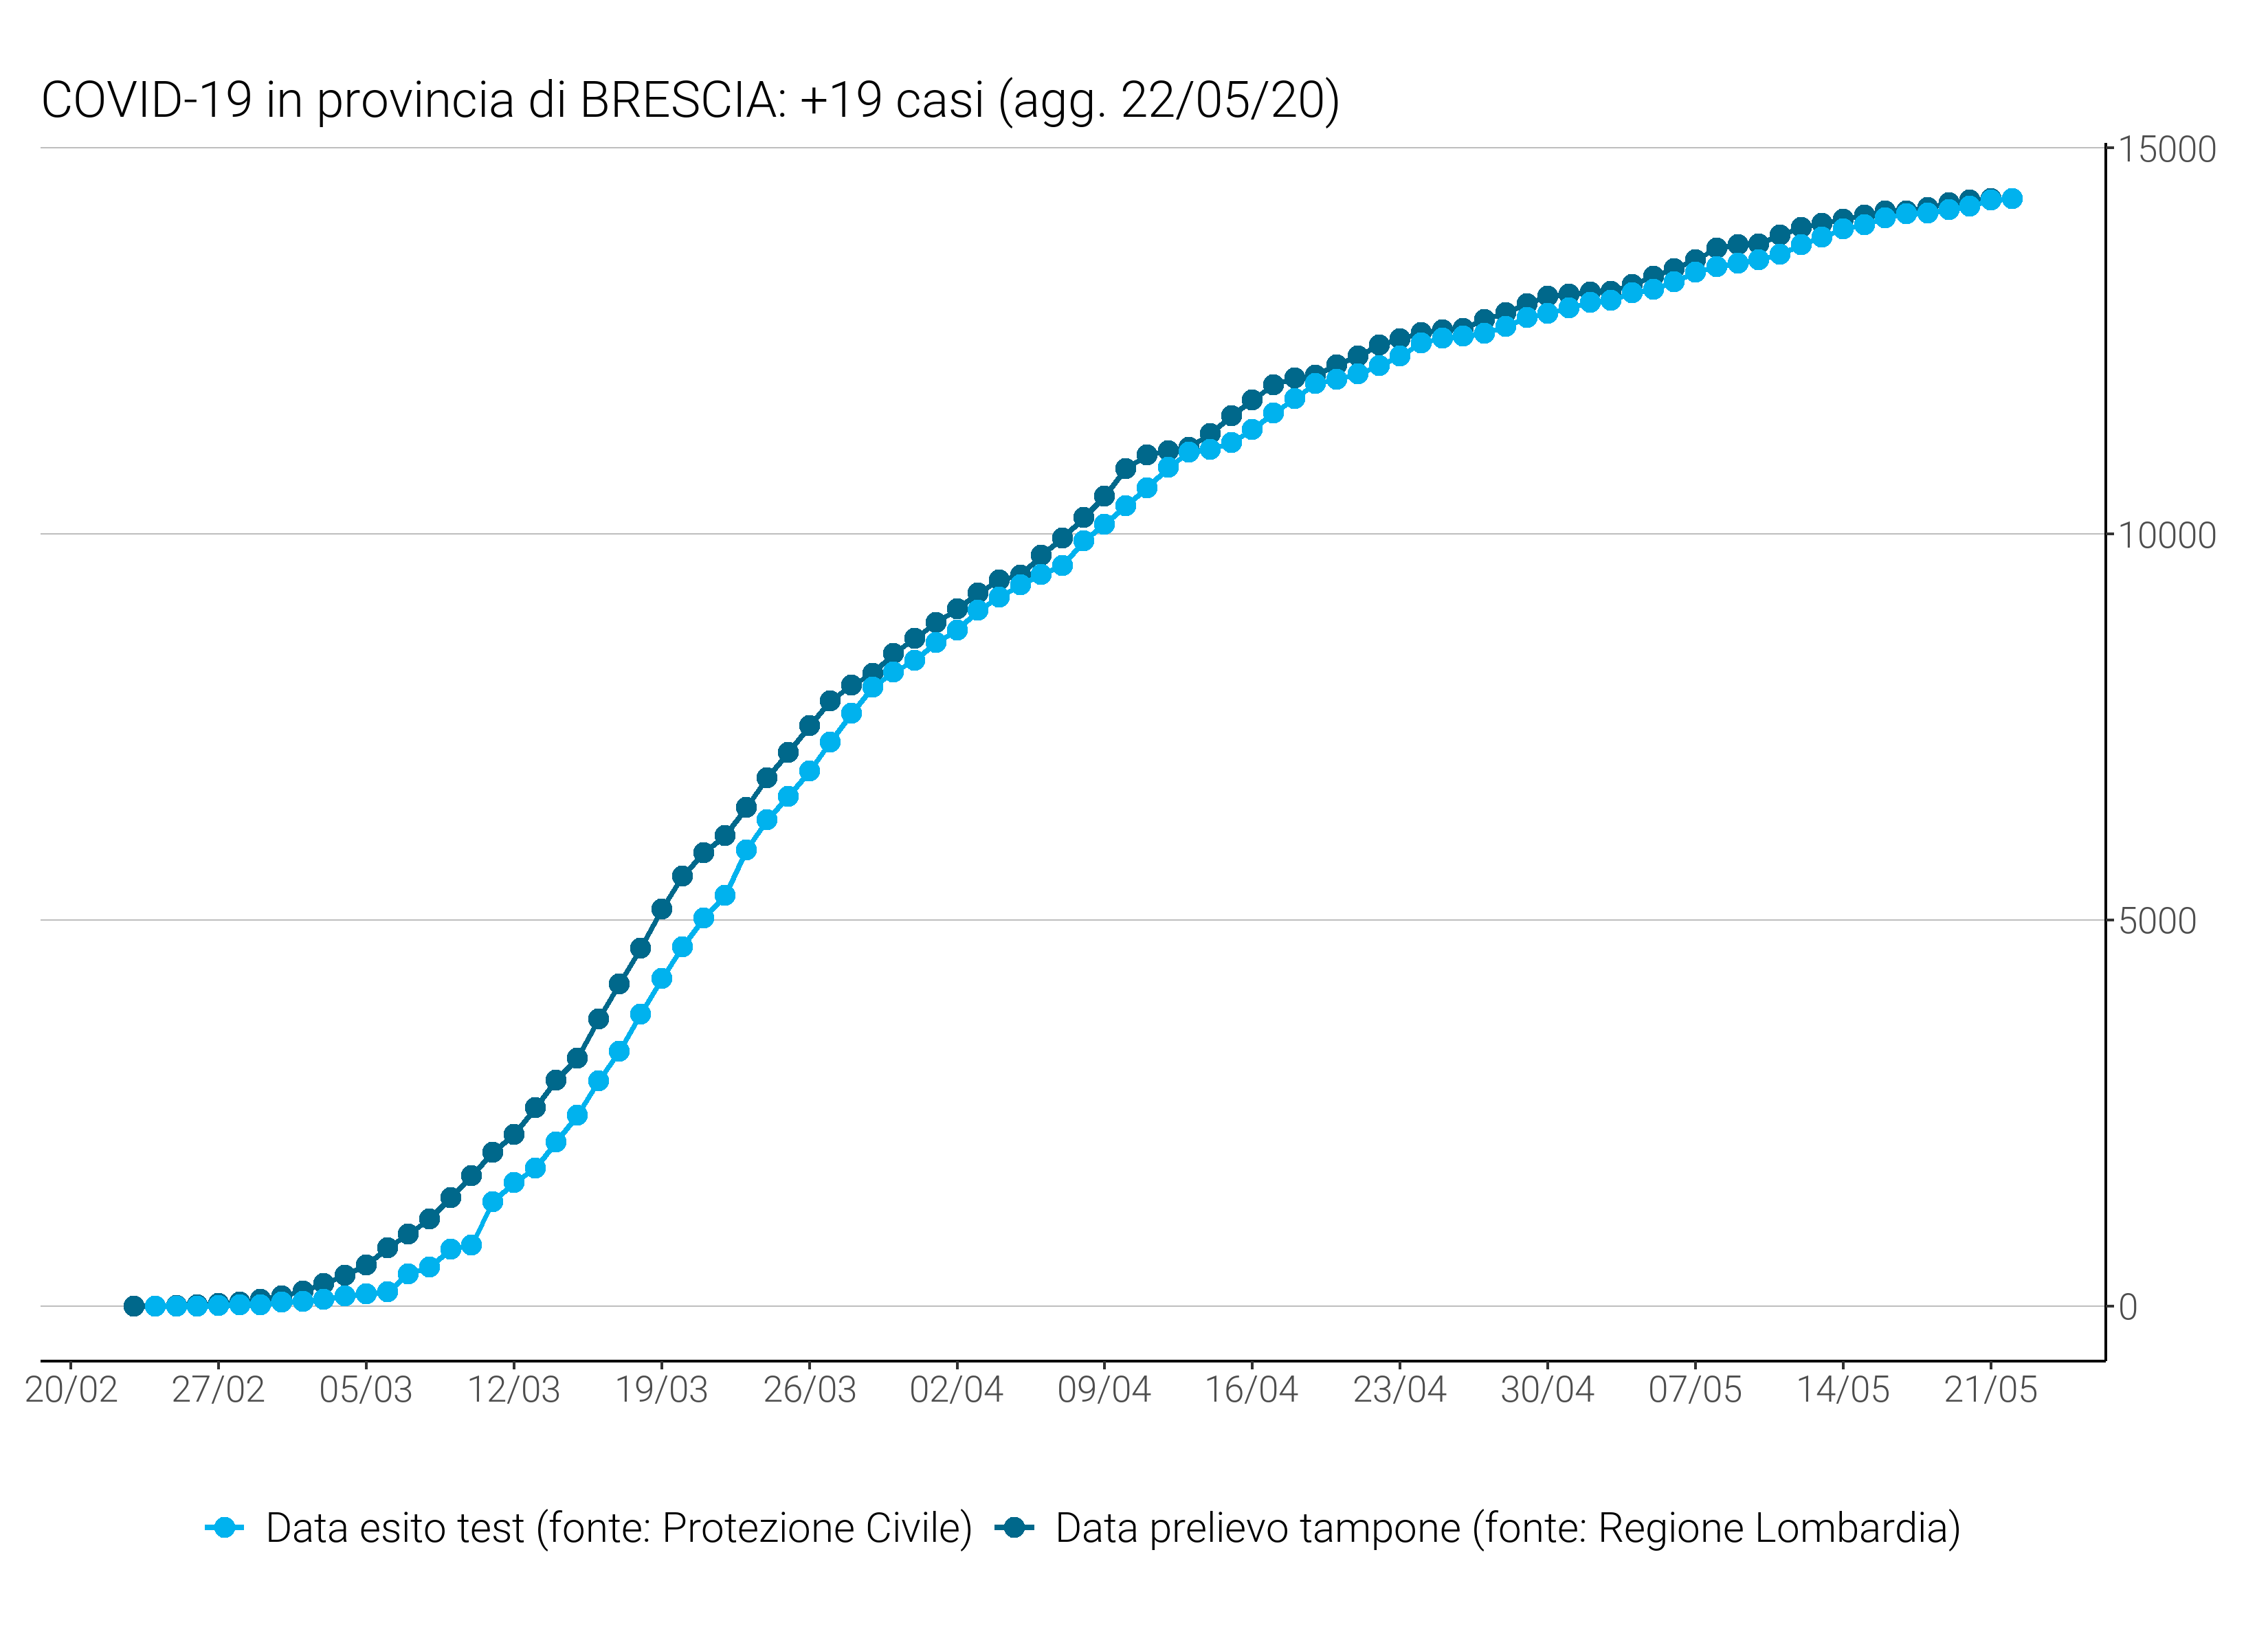 COVID-19 in provincia di BRESCIA: +19 casi (agg. 22/05/20)
15000
10000
5000
0
20/02 27/02 05/03 12/03 19/03 26/03 02/04 09/04 16/04 23/04 30/04 07/05 14/05 21/05
Data esito test (fonte: Protezione Civile) Data prelievo tampone (fonte: Regione Lombardia)